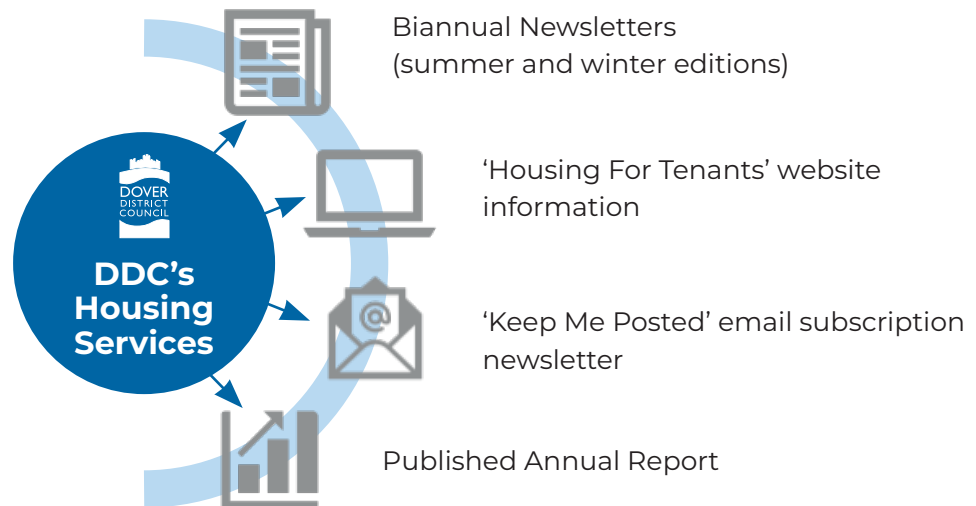 Biannual Newsletters
(summer and winter editions)
DOVER
DISTRICT
COUNCIL
DDC's
Housing
Services
‘Housing For Tenants’ website
information
@
‘Keep Me Posted’ email subscription
newsletter
Published Annual Report